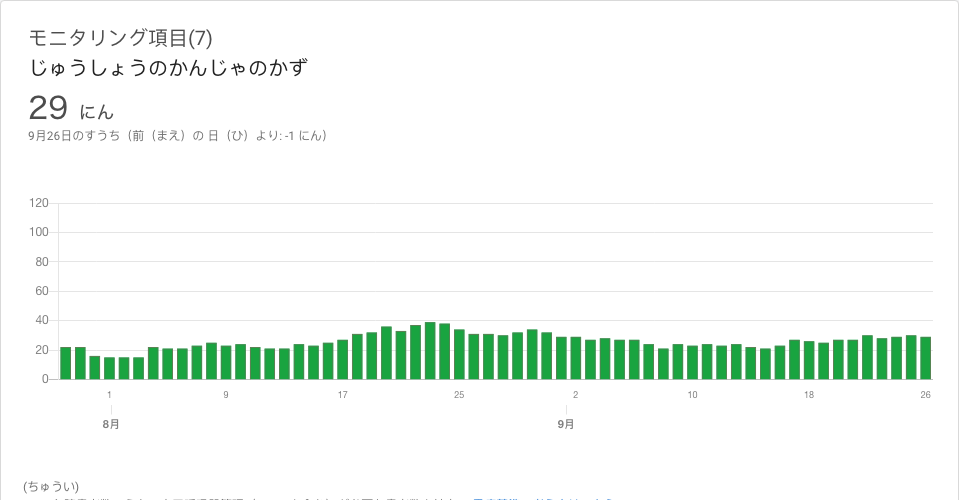 モニタリング項目(7)
じゅうしょうのかんじゃのかず
29 にん
9月26日のすうち（前（まえ）の 日（ひ）より: -1 にん）
120
100
80
60
40
20
0
1 9 17 25 2 10 18 26
8月 9月
(ちゅうい)